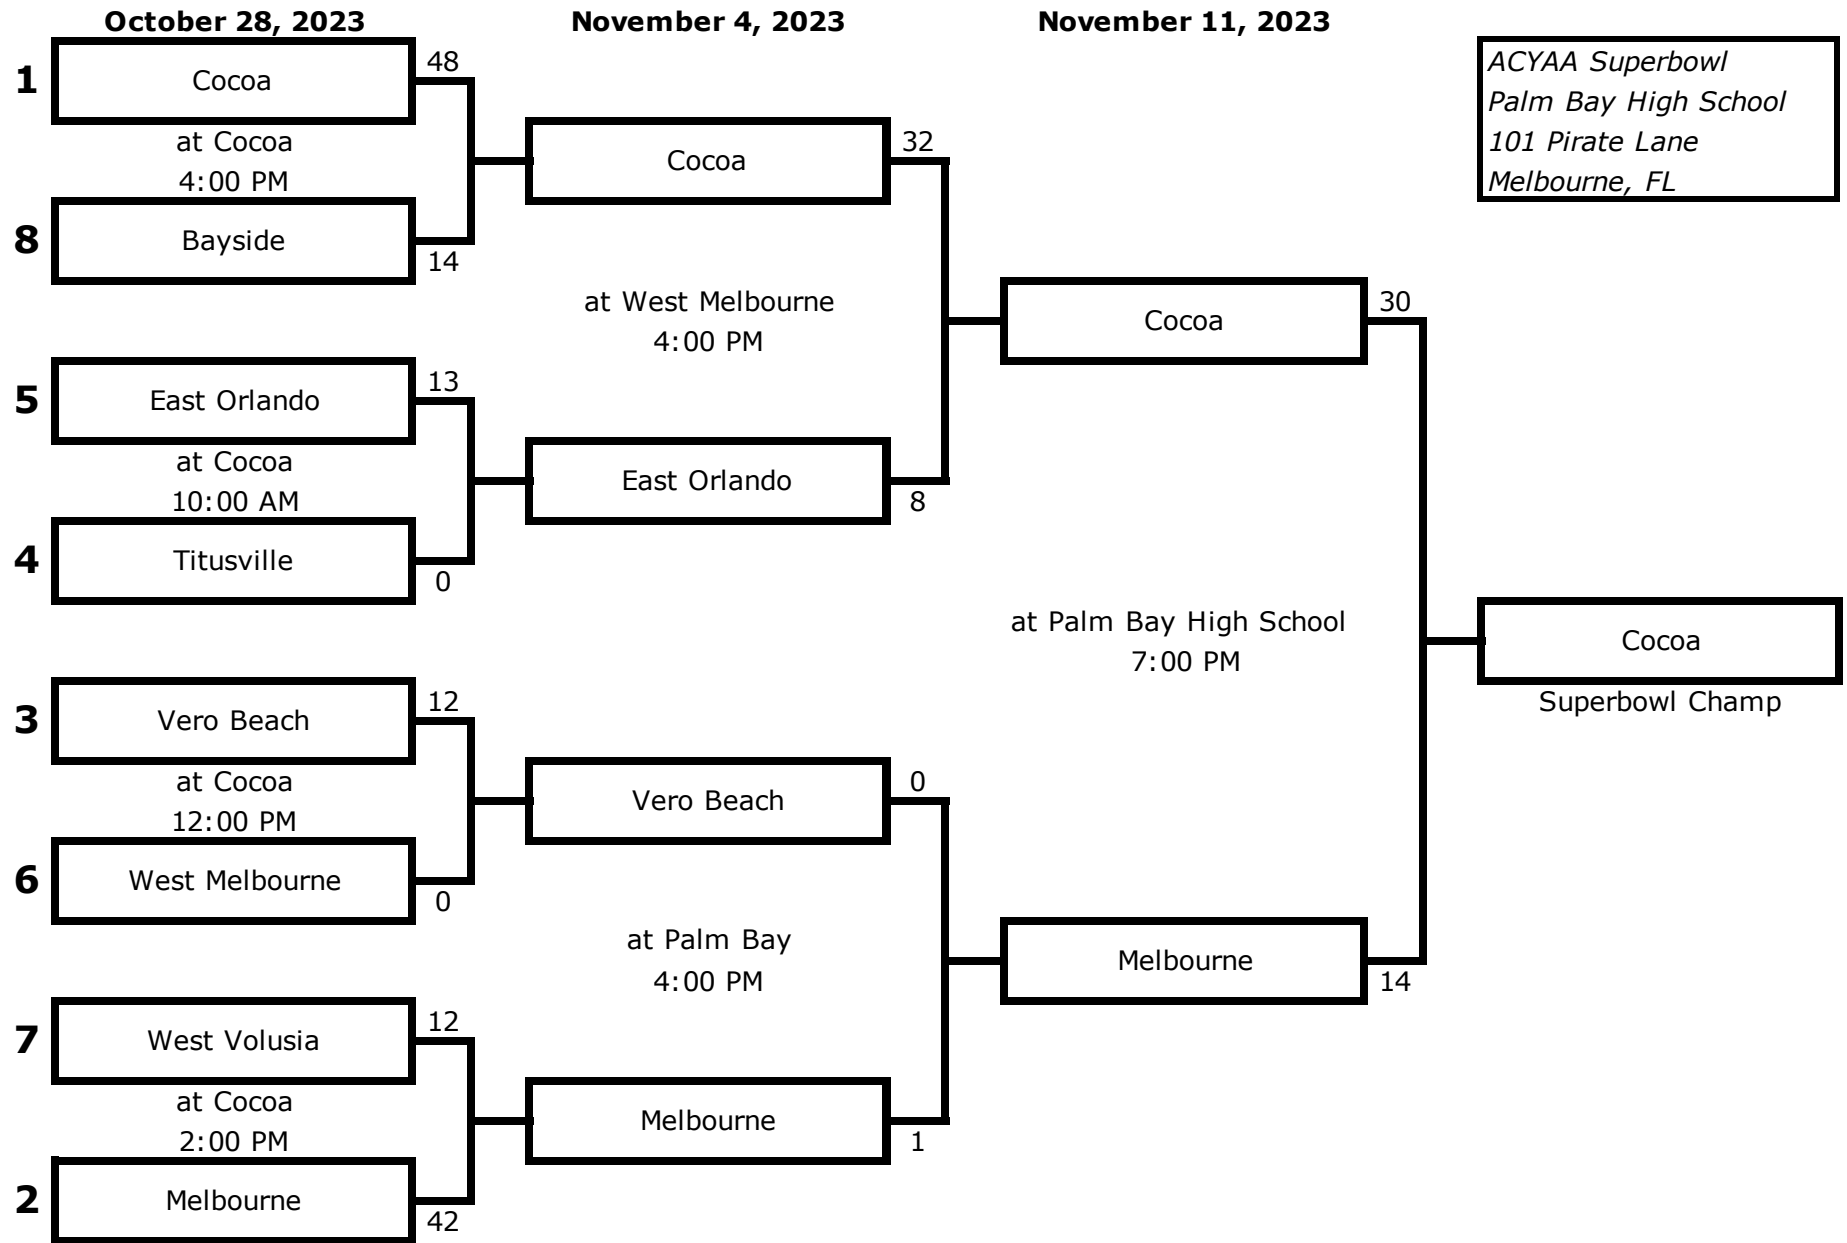 October 28, 2023
November 4, 2023
November 11, 2023
ACYAA Superbowl
Palm Bay High School
101 Pirate Lane
Melbourne, FL
1
Cocoa
48
at Cocoa
4:00 PM
8
Bayside
14
5
East Orlando
13
at Cocoa
10:00 AM
4
Titusville
0
3
Vero Beach
12
at Cocoa
12:00 PM
6
West Melbourne
0
7
West Volusia
12
at Cocoa
2:00 PM
2
Melbourne
42
Cocoa
32
at West Melbourne
4:00 PM
East Orlando
8
Vero Beach
0
at Palm Bay
4:00 PM
Melbourne
1
Cocoa
30
at Palm Bay High School
7:00 PM
Melbourne
14
Cocoa
Superbowl Champ